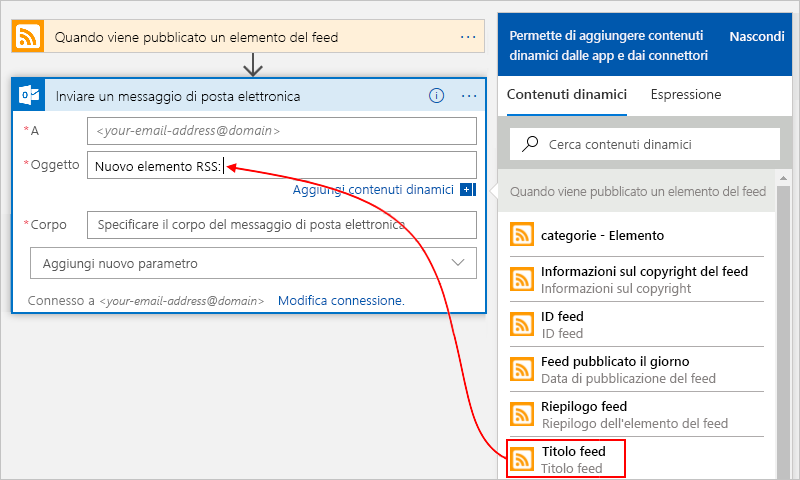 Quando viene pubblicato un elemento del feed
Inviare un messaggio di posta elettronica
* A
<your-email-address@domain>
* Oggetto
Nuovo elemento RSS:
Aggiungi contenuti dinamici
* Corpo
Specificare il corpo del messaggio di posta elettronica
Aggiungi nuovo parametro
Connesso a <your-email-address@domain> Modifica connessione.
Permette di aggiungere contenuti
dinamici dalle app e dai connettori
Nascondi
Contenuti dinamici
Espressione
Cerca contenuti dinamici
Quando viene pubblicato un elemento del feed
categorie - Elemento
Informazioni sul copyright del feed
Informazioni sul copyright
ID feed
ID feed
Feed pubblicato il giorno
Data di pubblicazione del feed
Riepilogo feed
Riepilogo dell'elemento del feed
Titolo feed
Titolo feed